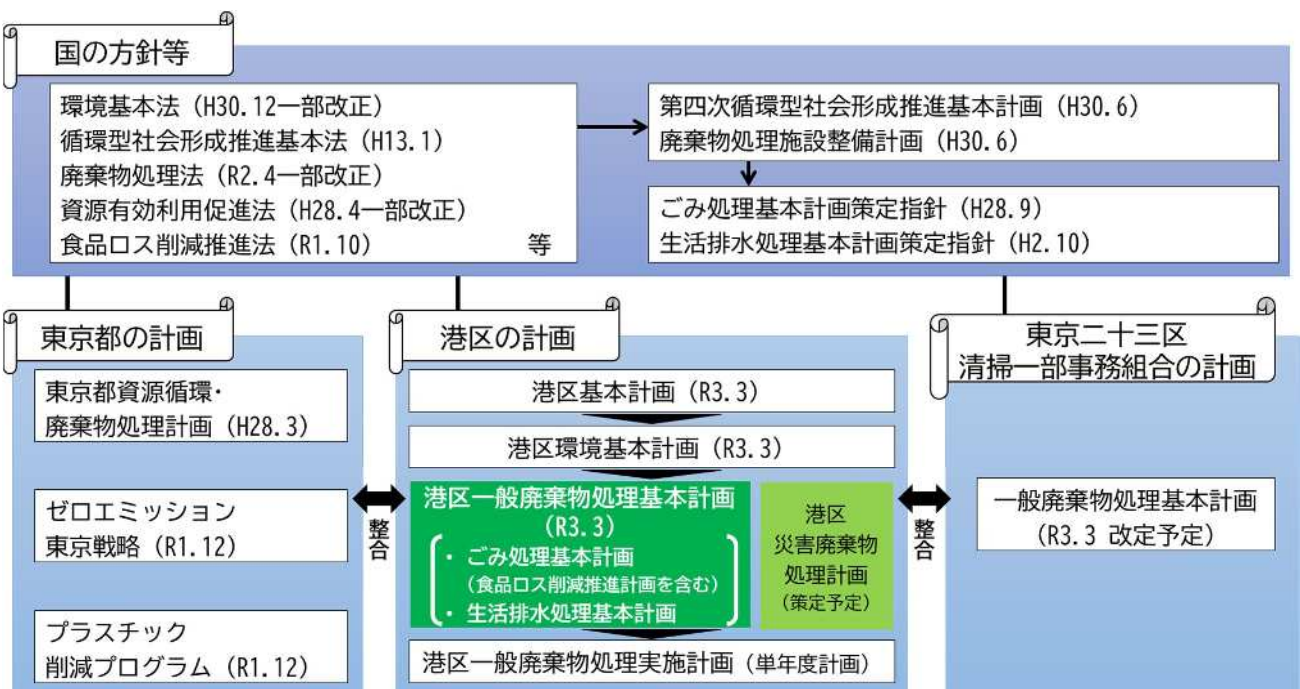 国の方針等
環境基本法（H30.12一部改正）
循環型社会形成推進基本法（H13.1）
廃棄物処理法（R2.4一部改正）
資源有効利用促進法（H28.4一部改正）
食品ロス削減推進法（R1.10） 等
第四次循環型社会形成推進基本計画（H30.6）
廃棄物処理施設整備計画（H30.6）
ごみ処理基本計画策定指針（H28.9）
生活排水処理基本計画策定指針（H2.10）
東京都の計画
東京都資源循環・
廃棄物処理計画（H28.3）
ゼロエミッション
東京戦略（R1.12）
プラスチック
削減プログラム（R1.12）
整合
港区の計画
港区基本計画（R3.3）
港区環境基本計画（R3.3）
港区一般廃棄物処理基本計画
（R3.3）
・ ごみ処理基本計画
（食品ロス削減推進計画を含む）
・ 生活排水処理基本計画
港区
災害廃棄物
処理計画
（策定予定）
港区一般廃棄物処理実施計画（単年度計画）
整合
東京二十三区
清掃一部事務組合の計画
一般廃棄物処理基本計画
（R3.3 改定予定）